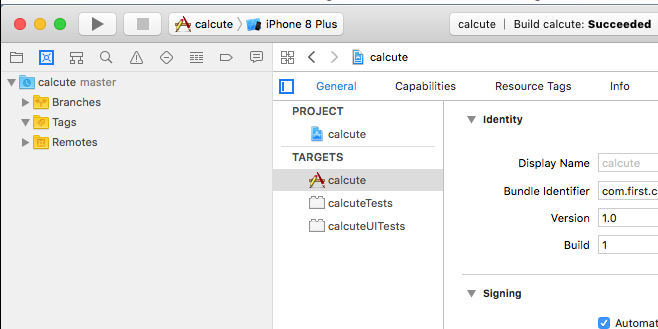 calcute iPhone 8 Plus calcute | Build calcute: Succeeded
calcute
calcute master
Branches
Tags
Remotes
General Capabilities Resource Tags Info
PROJECT
calcute
TARGETS
calcute
calcuteTests
calcuteUITests
Identity
Display Name calcute
Bundle Identifier com.first.c
Version 1.0
Build 1
Signing
Automat